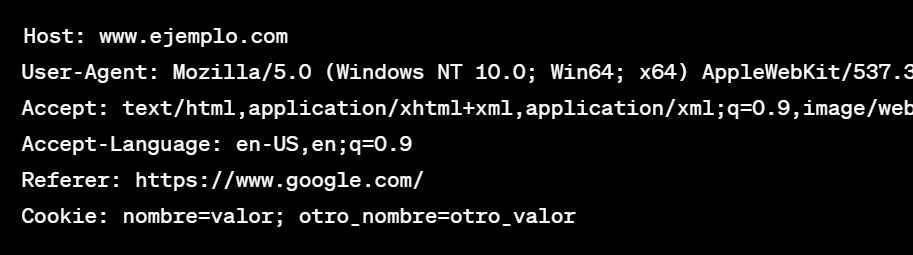 Host: www.ejemplo.com
User-Agent: Mozilla/5.0 (Windows NT 10.0; Win64; x64) AppleWebKit/537.3
Accept: text/html,application/xhtml+xml,application/xml;q=0.9,image/web
Accept-Language: en-US,en;q=0.9
Referer: https://www.google.com/
Cookie: nombre=valor; otro_nombre=otro_valor